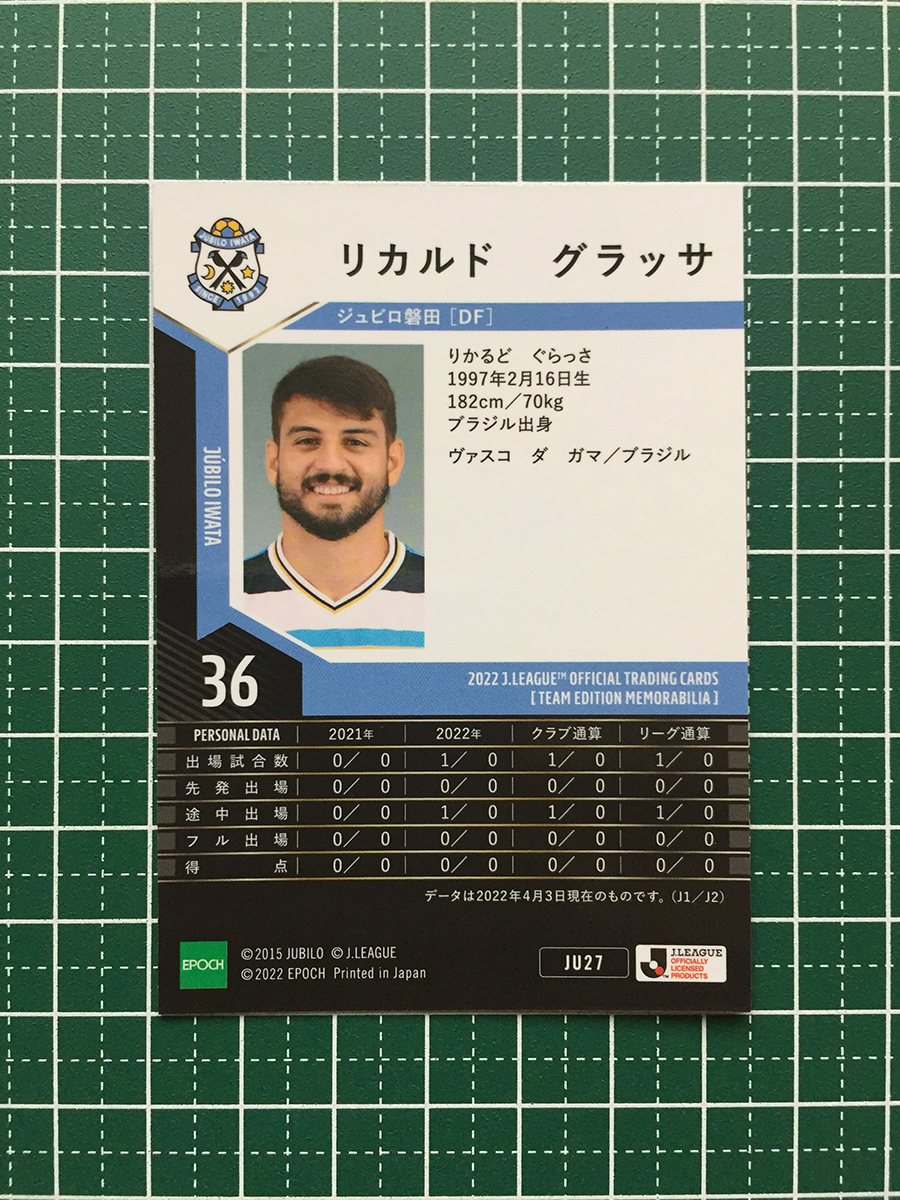 JUBILO IWATA
SINCE 1992
リカルド グラッサ
ジュビロ磐田［DF］
りかるど ぐらっさ
1997年2月16日生
182cm／70kg
ブラジル出身
ヴァスコ ダ ガマ／ブラジル
JÚBILO IWATA
36
2022 J.LEAGUE™ OFFICIAL TRADING CARDS
[ TEAM EDITION MEMORABILIA ]
PERSONAL DATA 2021年 2022年 クラブ通算 リーグ通算
出場試合数 0／ 0 1／ 0 1／ 0 1／ 0
先発出場 0／ 0 0／ 0 0／ 0 0／ 0
途中出場 0／ 0 1／ 0 1／ 0 1／ 0
フル出場 0／ 0 0／ 0 0／ 0 0／ 0
得点 0／ 0 0／ 0 0／ 0 0／ 0
データは2022年4月3日現在のものです。（J1／J2）
EPOCH
©2015 JUBILO ©J.LEAGUE
©2022 EPOCH Printed in Japan
JU27
J.LEAGUE
OFFICIALLY
LICENSED
PRODUCTS
TM